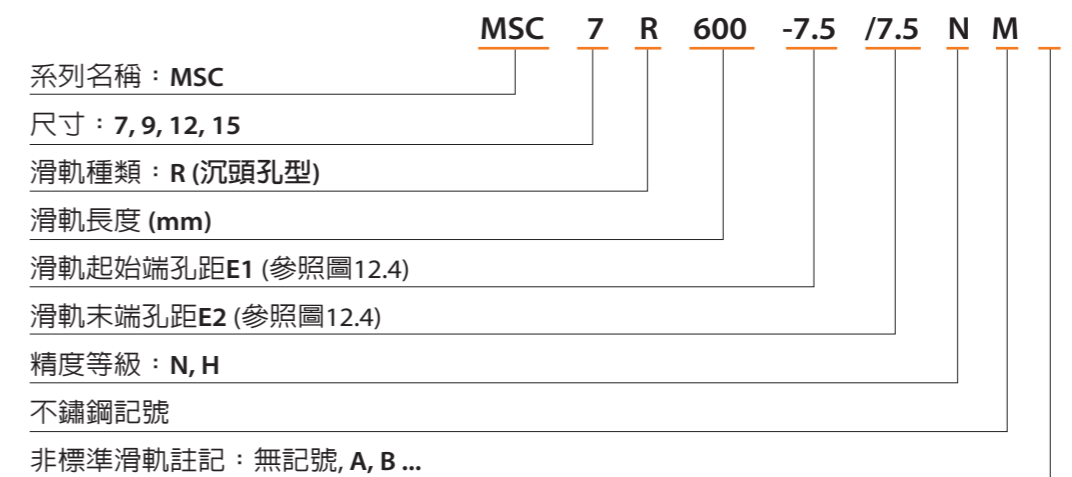 MSC 7 R 600 -7.5 /7.5 N M
系列名稱：MSC
尺寸：7, 9, 12, 15
滑軌種類：R (沉頭孔型)
滑軌長度 (mm)
滑軌起始端孔距E1 (參照圖12.4)
滑軌末端孔距E2 (參照圖12.4)
精度等級：N, H
不鏽鋼記號
非標準滑軌註記：無記號, A, B ...